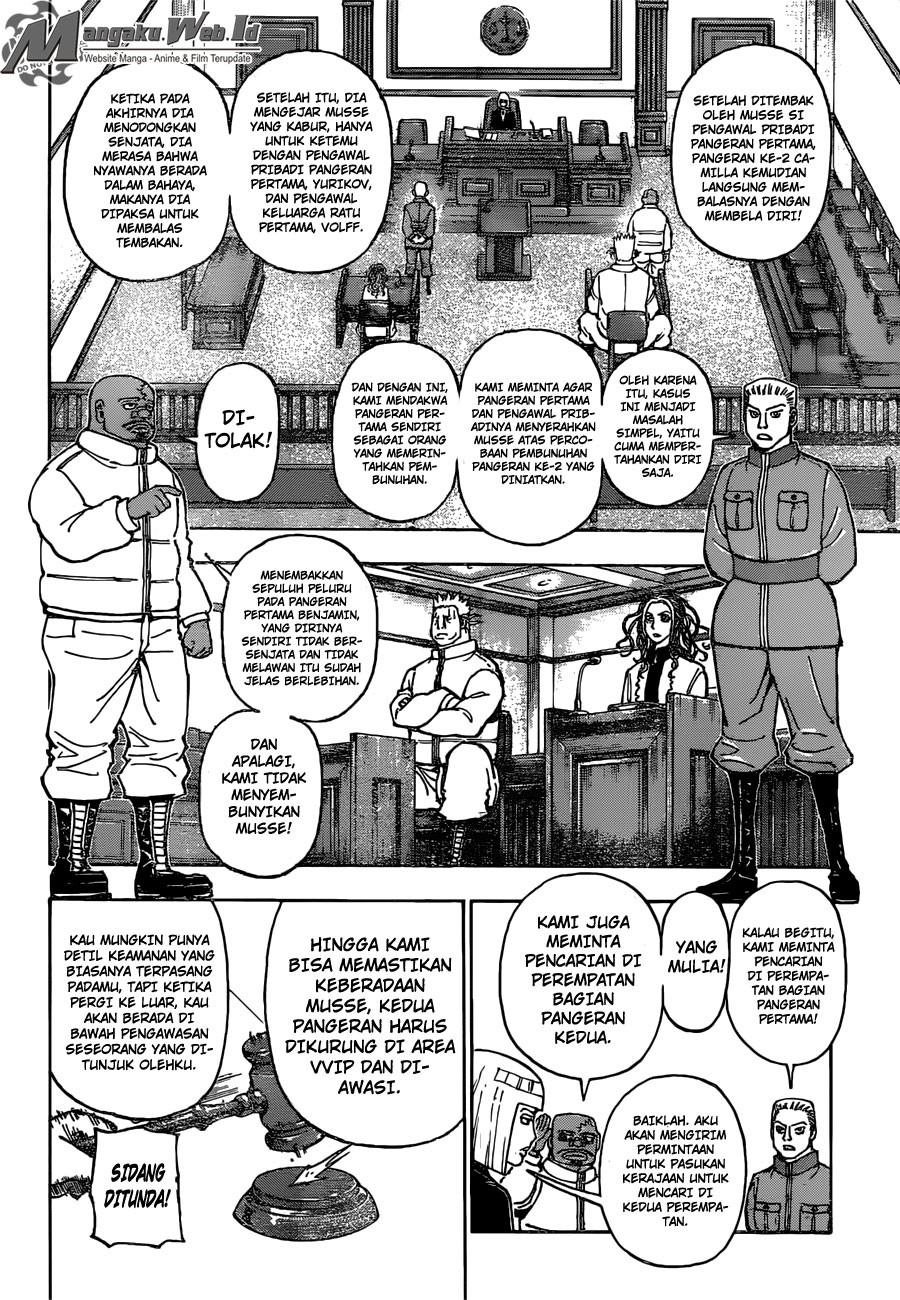 Mangaku.Web.Id
Website Manga - Anime & Film Terupdate
SETELAH DITEMBAK
OLEH MUSSE SI
PENGAWAL PRIBADI
PANGERAN PERTAMA,
PANGERAN KE-2 CA-
MILLA KEMUDIAN
LANGSUNG MEM-
BALASNYA DENGAN
MEMBELA DIRI!
SETELAH ITU, DIA
MENGEJAR MUSSE
YANG KABUR, HANYA
UNTUK KETEMU
DENGAN PENGAWAL
PRIBADI PANGERAN
PERTAMA, YURIKOV,
DAN PENGAWAL
KELUARGA RATU
PERTAMA, VOLFF.
KETIKA PADA
AKHIRNYA DIA
MENODONGKAN
SENJATA, DIA
MERASA BAHWA
NYAWANYA BERADA
DALAM BAHAYA,
MAKANYA DIA
DIPAKSA UNTUK
MEMBALAS
TEMBAKAN.
OLEH KARENA
ITU, KASUS
INI MENJADI
MASALAH
SIMPEL, YAITU
CUMA MEMPER-
TAHANKAN DIRI
SAJA.
KAMI MEMINTA AGAR
PANGERAN PERTAMA
DAN PENGAWAL PRIB-
ADINYA MENYERAHKAN
MUSSE ATAS PERCO-
BAAN PEMBUNUHAN
PANGERAN KE-2 YANG
DINIATKAN.
DAN DENGAN INI,
KAMI MENDAKWA
PANGERAN PER-
TAMA SENDIRI
SEBAGAI ORANG
YANG MEMERIN-
TAHKAN PEM-
BUNUHAN.
DI-
TOLAK!
MENEMBAKKAN
SEPULUH PELURU
PADA PANGERAN
PERTAMA BENJAMIN,
YANG DIRINYA
SENDIRI TIDAK BER-
SENJATA DAN TIDAK
MELAWAN ITU SUDAH
JELAS BERLEBIHAN.
DAN
APALAGI,
KAMI TIDAK
MENYEM-
BUNYIKAN
MUSSE!
KALAU BEGITU,
KAMI MEMINTA
PENCARIAN
DI PEREMPA-
TAN BAGIAN
PANGERAN
PERTAMA!
YANG
MULIA!
KAMI JUGA
MEMINTA
PENCARIAN DI
PEREMPATAN
BAGIAN
PANGERAN
KEDUA.
BAIKLAH. AKU
AKAN MENGIRIM
PERMINTAAN
UNTUK PASUKAN
KERAJAAN UNTUK
MENCARI DI
KEDUA PEREMPA-
TAN.
HINGGA KAMI
BISA MEMASTIKAN
KEBERADAAN
MUSSE, KEDUA
PANGERAN HARUS
DIKURUNG DI AREA
VVIP DAN DI-
AWASI.
KAU MUNGKIN PUNYA
DETIL KEAMANAN YANG
BIASANYA TERPASANG
PADAMU, TAPI KETIKA
PERGI KE LUAR, KAU
AKAN BERADA DI
BAWAH PENGAWASAN
SESEORANG YANG DI-
TUNJUK OLEHKU.
SIDANG
DITUNDA!